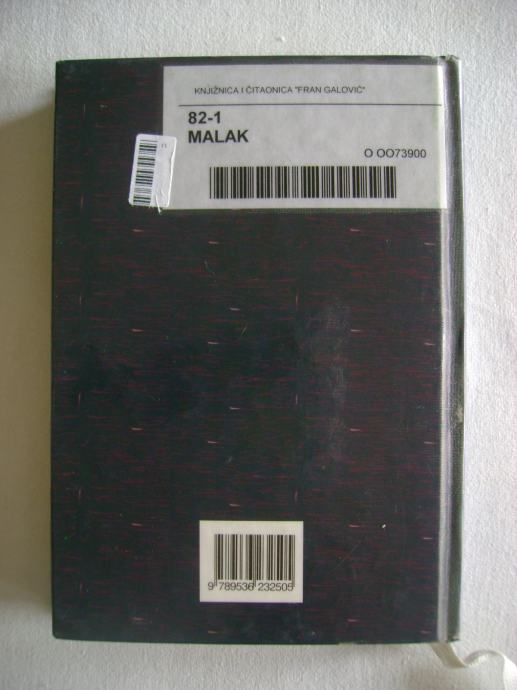 KNJIŽNICA I ČITAONICA "FRAN GALOVIĆ"
82-1
MALAK
O OO73900
9 789536 232505